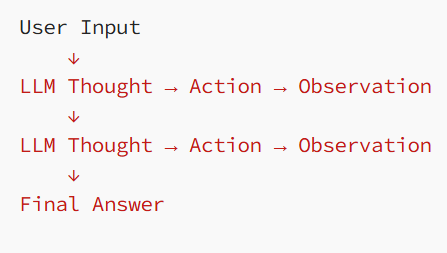 User Input
↓
LLM Thought → Action → Observation
↓
LLM Thought → Action → Observation
↓
Final Answer